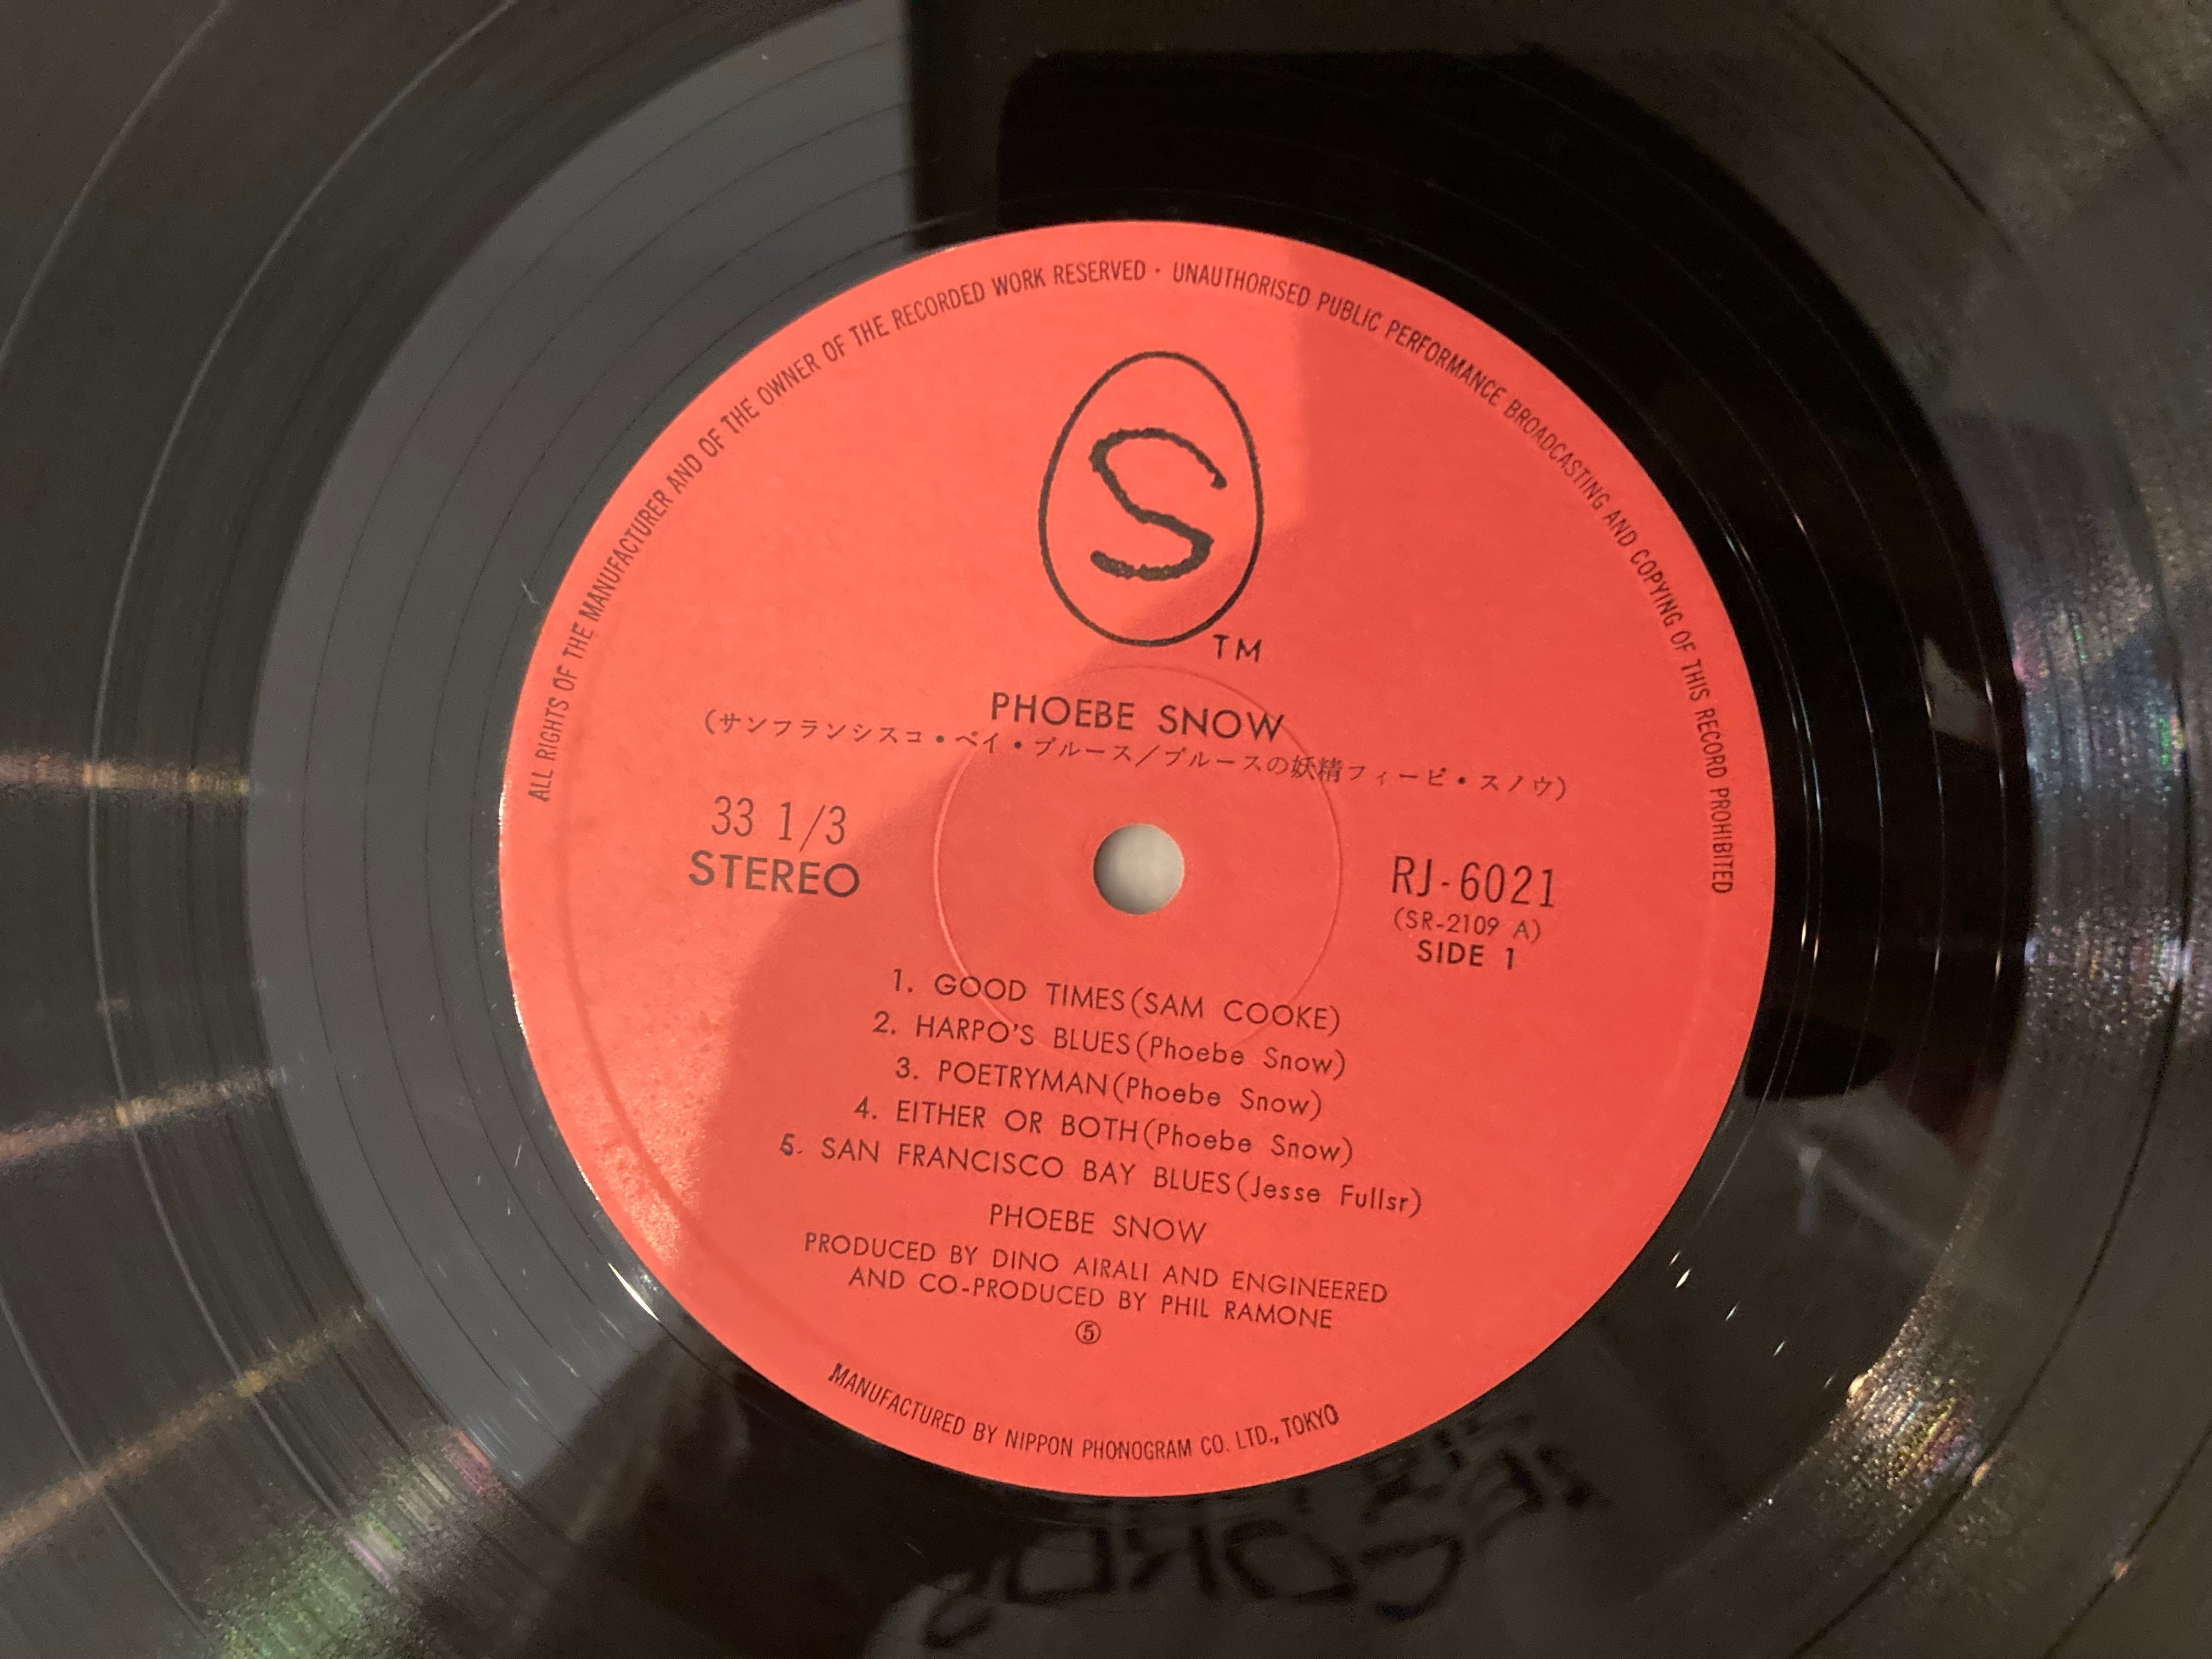 ALL RIGHTS OF THE MANUFACTURER AND OF THE OWNER OF THE RECORDED WORK RESERVED · UNAUTHORISED PUBLIC PERFORMANCE BROADCASTING AND COPYING OF THIS RECORD PROHIBITED
S
TM
PHOEBE SNOW
(サンフランシスコ・ベイ・ブルース/ブルースの妖精フィービ・スノウ)
33 1/3
STEREO
RJ-6021
(SR-2109 A)
SIDE 1
1. GOOD TIMES(SAM COOKE)
2. HARPO'S BLUES(Phoebe Snow)
3. POETRYMAN(Phoebe Snow)
4. EITHER OR BOTH(Phoebe Snow)
5. SAN FRANCISCO BAY BLUES(Jesse Fullsr)
PHOEBE SNOW
PRODUCED BY DINO AIRALI AND ENGINEERED
AND CO-PRODUCED BY PHIL RAMONE
⑤
MANUFACTURED BY NIPPON PHONOGRAM CO. LTD., TOKYO